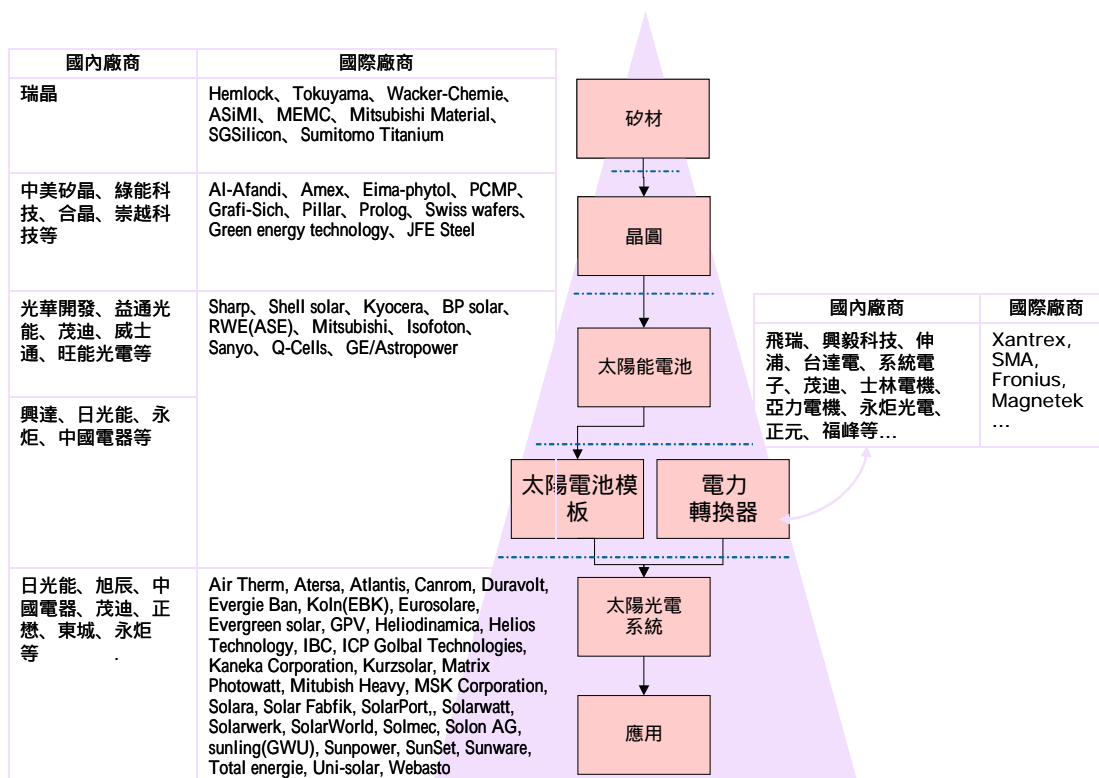 國內廠商
國際廠商
瑞晶
Hemlock、Tokuyama、Wacker-Chemie、
ASiMI、MEMC、Mitsubishi Material、
SGSilicon、Sumitomo Titanium
中美矽晶、綠能科
技、合晶、崇越科
技等
Al-Afandi、Amex、Eima-phytol、PCMP、
Grafi-Sich、Pillar、Prolog、Swiss wafers、
Green energy technology、JFE Steel
光華開發、益通光
能、茂迪、威士
通、旺能光電等
Sharp、Shell solar、Kyocera、BP solar、
RWE(ASE)、Mitsubishi、Isofoton、
Sanyo、Q-Cells、GE/Astropower
興達、日光能、永
炬、中國電器等
日光能、旭辰、中
國電器、茂迪、正
懋、東城、永炬
等 .
Air Therm, Atersa, Atlantis, Canrom, Duravolt,
Evergie Ban, Koln(EBK), Eurosolare,
Evergreen solar, GPV, Heliodinamica, Helios
Technology, IBC, ICP Golbal Technologies,
Kaneka Corporation, Kurzsolar, Matrix
Photowatt, Mitubish Heavy, MSK Corporation,
Solara, Solar Fabfik, SolarPort,, Solarwatt,
Solarwerk, SolarWorld, Solmec, Solon AG,
sunling(GWU), Sunpower, SunSet, Sunware,
Total energie, Uni-solar, Webasto
矽材
晶圓
太陽能電池
太陽電池模
板
電力
轉換器
太陽光電
系統
應用
國內廠商
國際廠商
飛瑞、興毅科技、伸
浦、台達電、系統電
子、茂迪、士林電機、
亞力電機、永炬光電、
正元、福峰等…
Xantrex,
SMA,
Fronius,
Magnetek
…